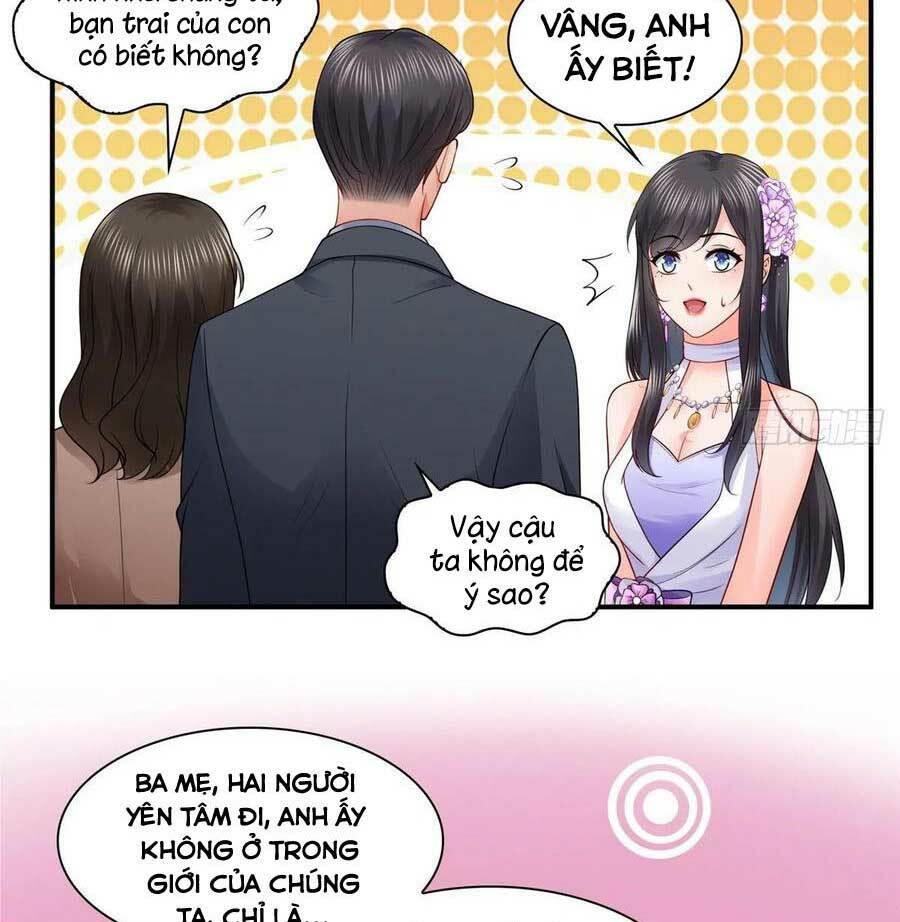 bạn trai của con
có biết không?
VÂNG, ANH
ẤY BIẾT!
Vậy cậu
ta không để
ý sao?
BA MẸ, HAI NGƯỜI
YÊN TÂM ĐI, ANH ẤY
KHÔNG Ở TRONG
GIỚI CỦA CHÚNG
TA, CHỈ LÀ...